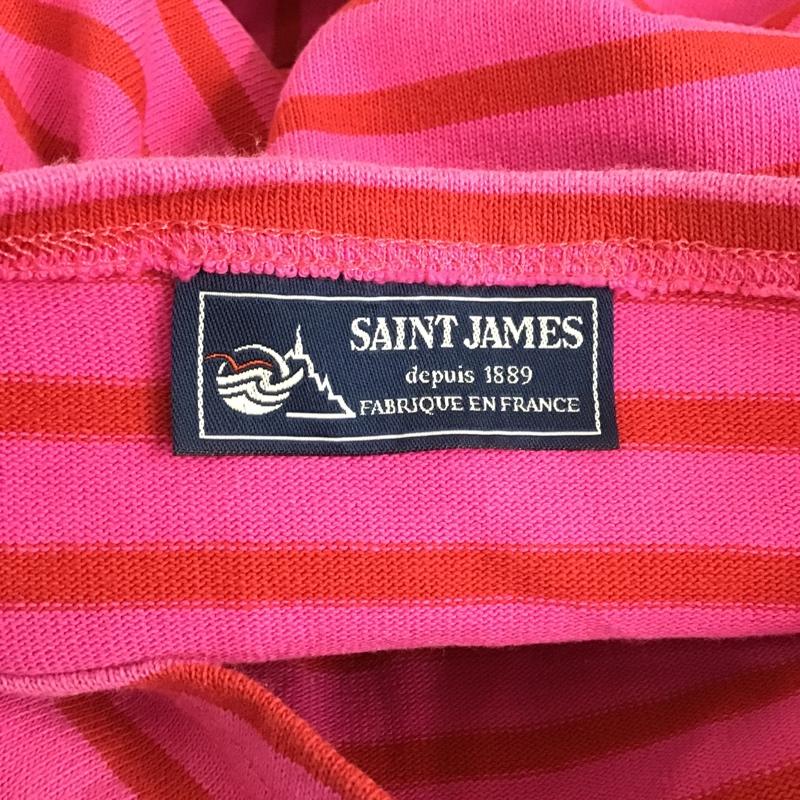 SAINT JAMES
depuis 1889
FABRIQUE EN FRANCE